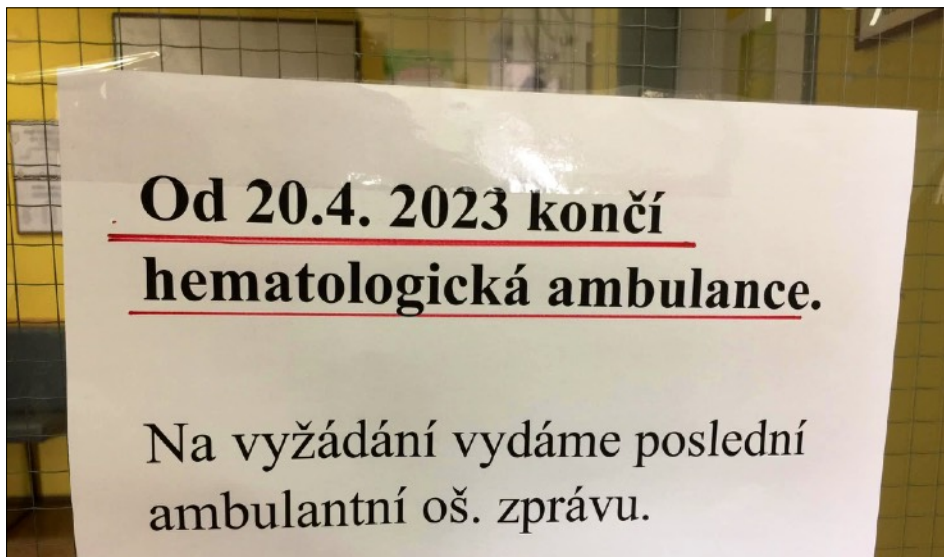 Od 20.4. 2023 končí
hematologická ambulance.
Na vyžádání vydáme poslední
ambulantní oš. zprávu.